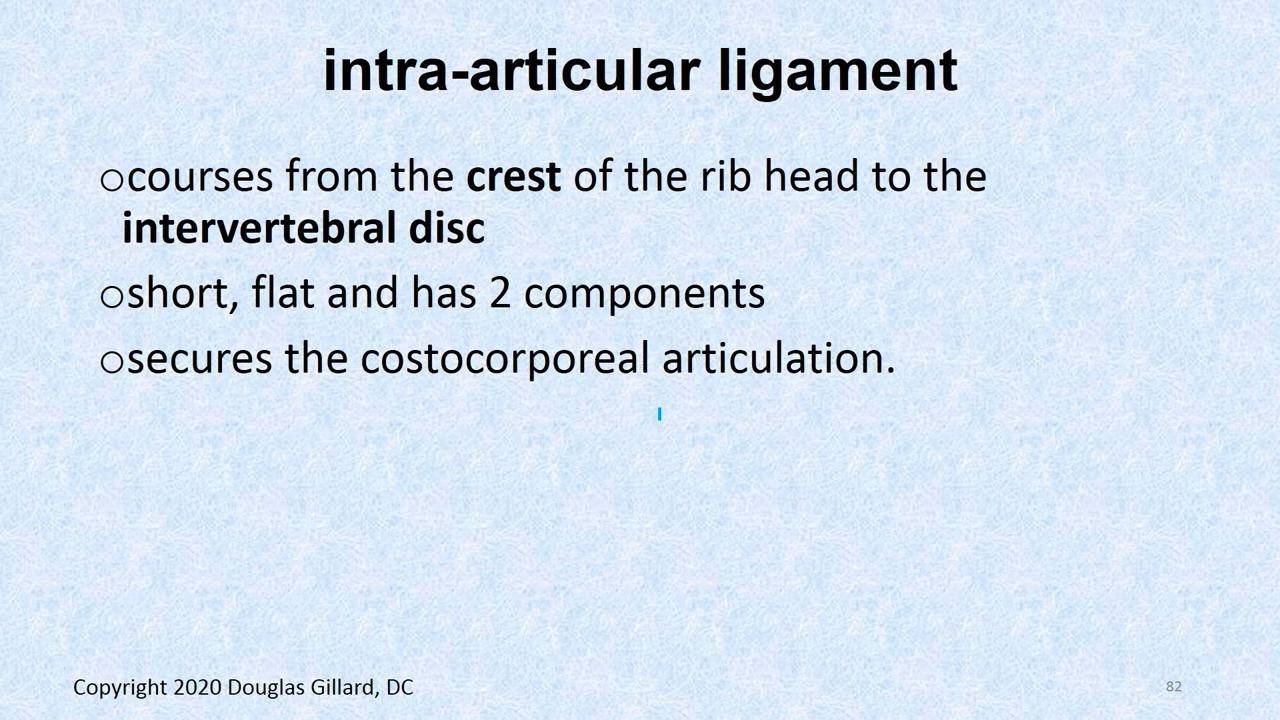 intra-articular ligament
○courses from the crest of the rib head to the
intervertebral disc
○short, flat and has 2 components
○secures the costocorporeal articulation.
Copyright 2020 Douglas Gillard, DC
82